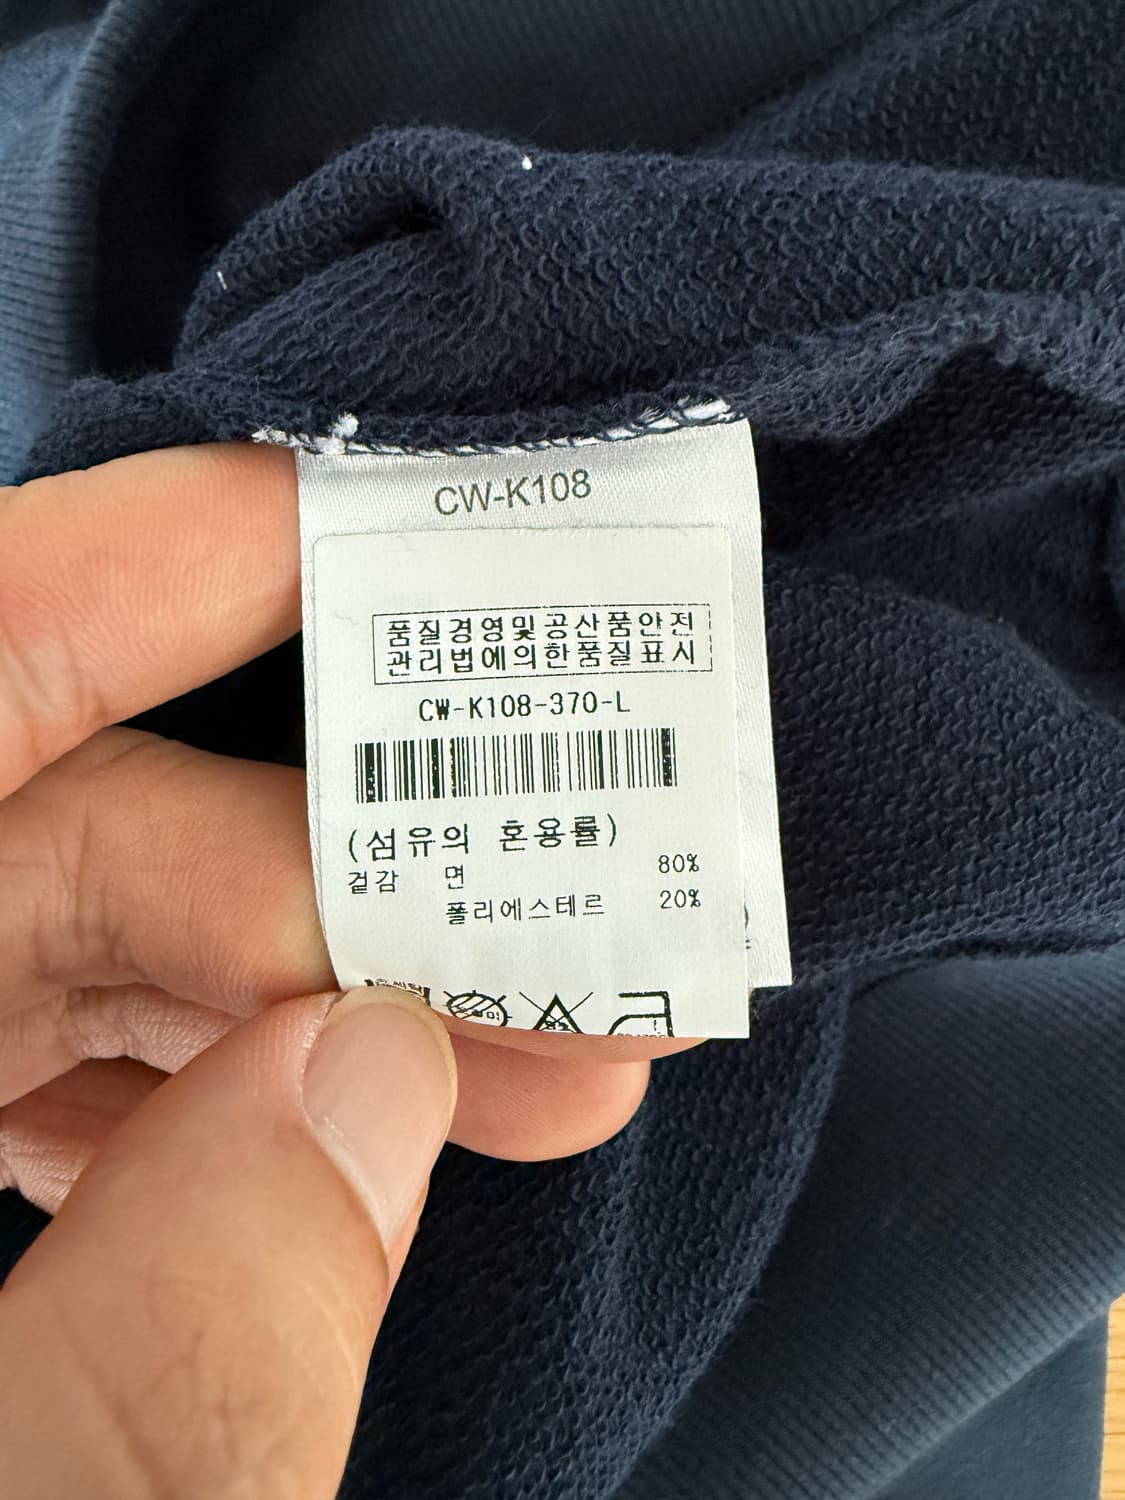 CW-K108
품질경영및공산품안전
관리법에의한품질표시
CW-K108-370-L
(섬유의 혼용률)
겉감 면 80%
폴리에스테르 20%